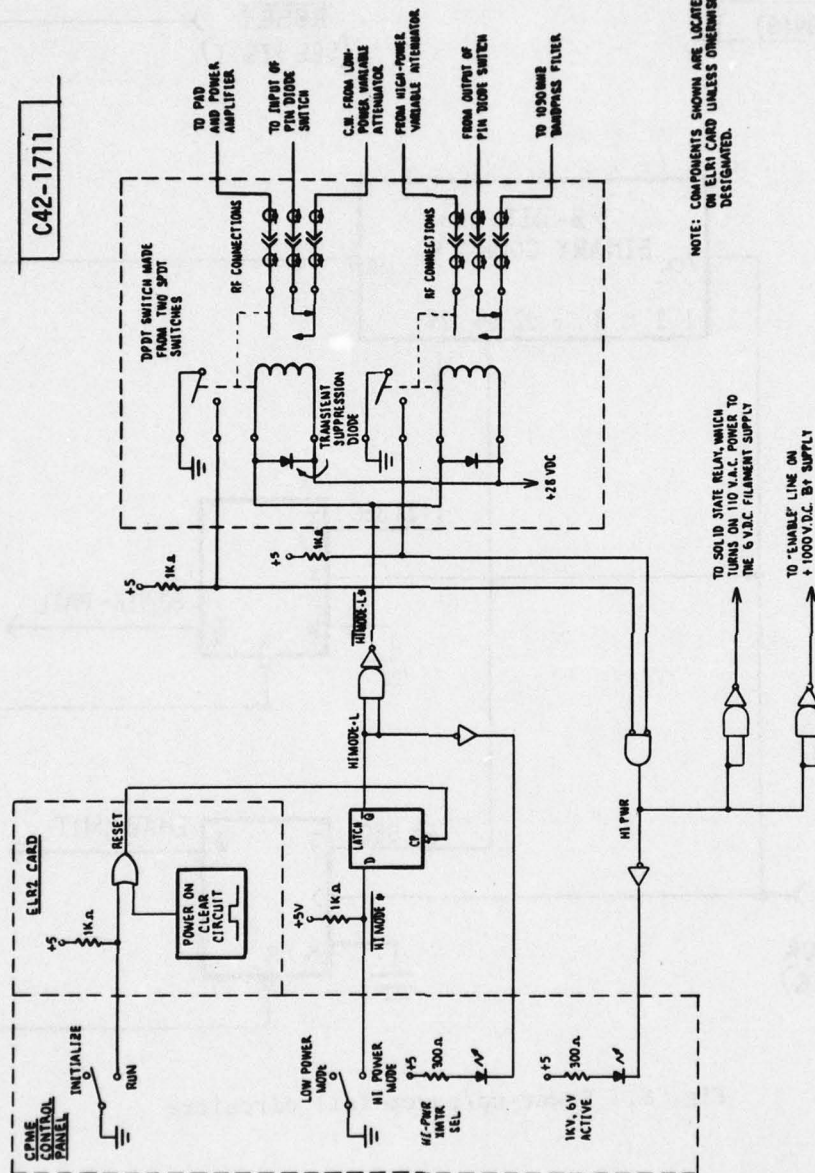 C42-1711
TO PAD
AND POWER
AMPLIFIER
TO INPUT OF
PIN DIODE
SWITCH
C.W. FROM LOW-
POWER VARIABLE
ATTENUATOR
FROM HIGH-POWER
VARIABLE ATTENUATOR
FROM OUTPUT OF
PIN DIODE SWITCH
TO 1090 MHZ
BANDPASS FILTER
NOTE: COMPONENTS SHOWN ARE LOCATE
ON ELR1 CARD UNLESS OTHERWIS
DESIGNATED.
DPDT SWITCH MADE
FROM TWO SPDT
SWITCHES
RF CONNECTIONS
RF CONNECTIONS
TRANSIENT
SUPPRESSION
DIODE
+28 VDC
+5
1KΩ
+5
1KΩ
HIMODE-L*
HIMODE-L
TO SOLID STATE RELAY, WHICH
TURNS ON 110 V.A.C. POWER TO
THE 6 V.D.C. FILAMENT SUPPLY
TO "ENABLE" LINE ON
+1000 V.D.C. B+ SUPPLY
ELR2 CARD
RESET
+5
1KΩ
POWER ON
CLEAR
CIRCUIT
LATCH
D
Q
CP
+5V
1KΩ
HI MODE *
HI PWR
CPME
CONTROL
PANEL
INITIALIZE
RUN
LOW POWER
MODE
HI POWER
MODE
+5
300Ω
HI-PWR
XMTR
SEL.
+5
300Ω
1KV, 6V
ACTIVE
RESET